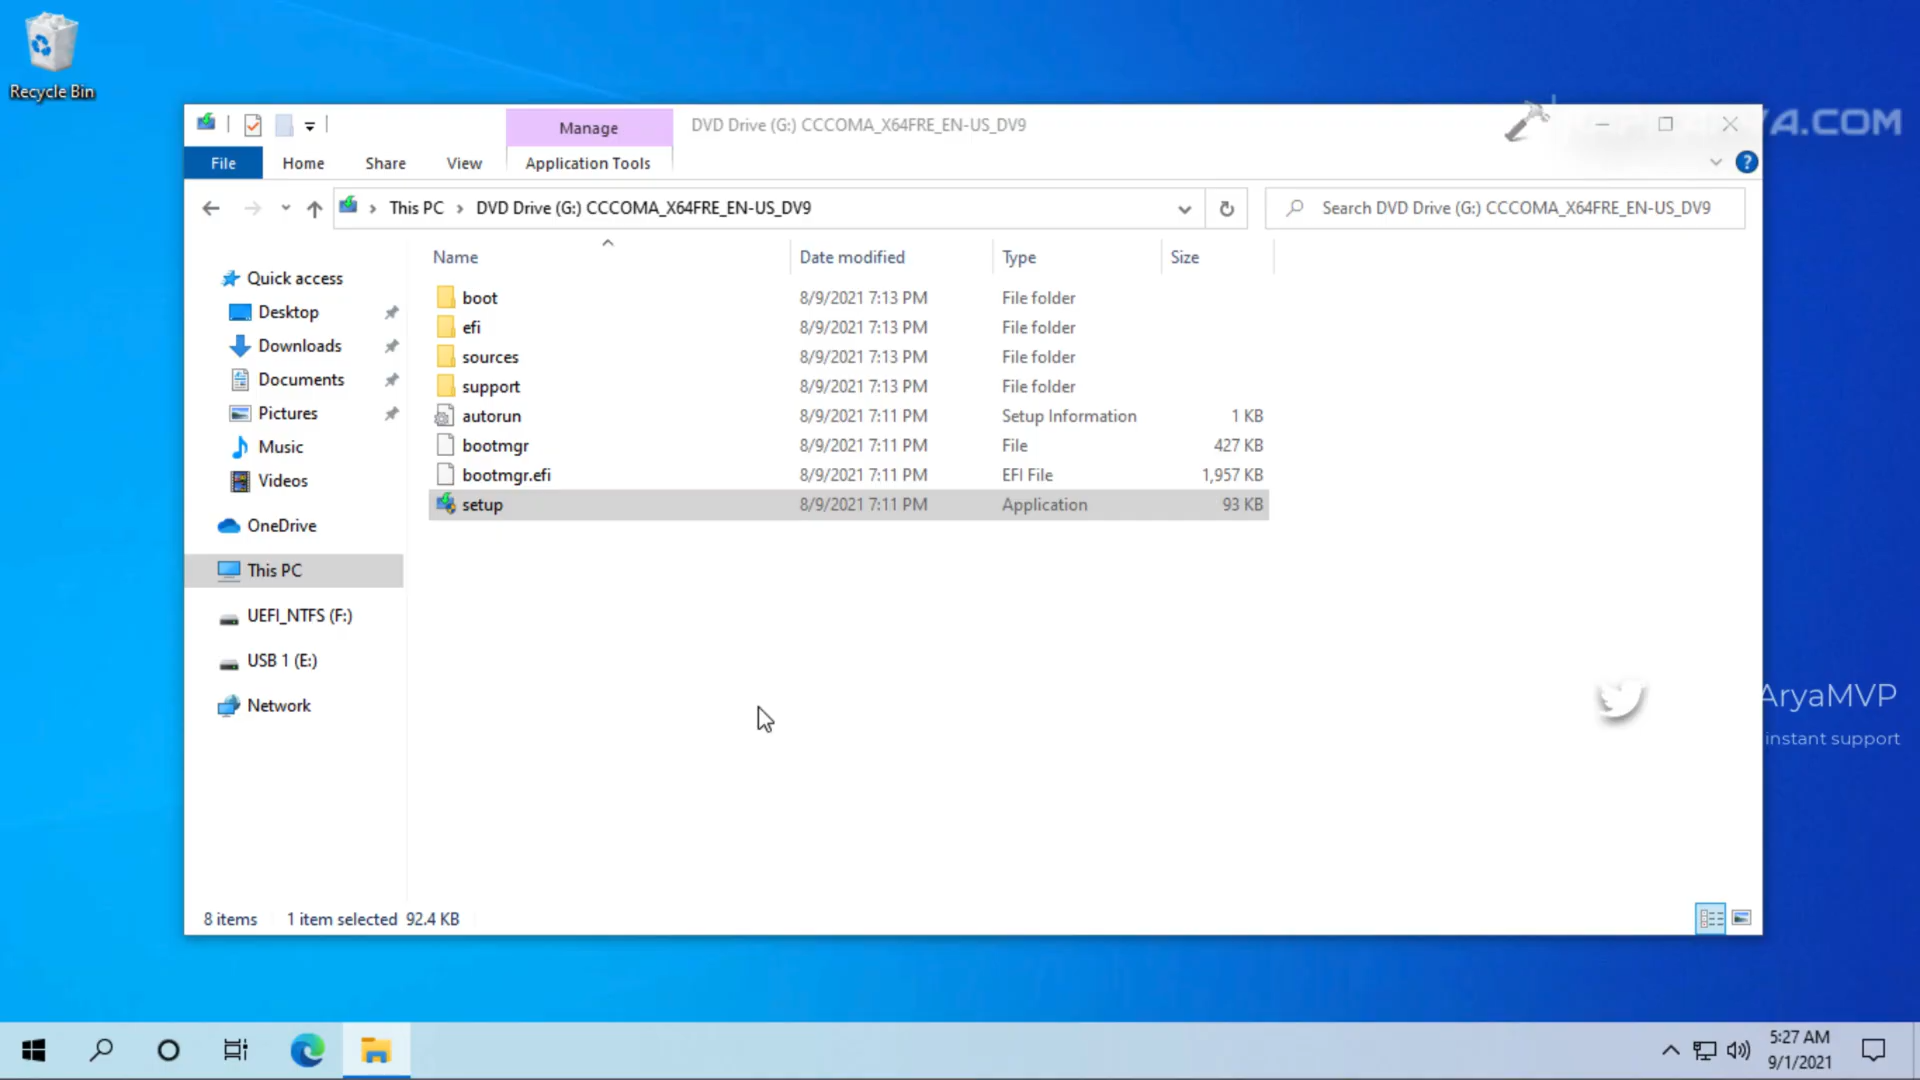 Recycle Bin
Manage
DVD Drive (G:) CCCOMA_X64FRE_EN-US_DV9
A.COM
File
Home
Share
View
Application Tools
?
This PC
DVD Drive (G:) CCCOMA_X64FRE_EN-US_DV9
Search DVD Drive (G:) CCCOMA_X64FRE_EN-US_DV9
Name
Date modified
Type
Size
Quick access
Desktop
Downloads
Documents
Pictures
Music
Videos
OneDrive
This PC
UEFI_NTFS (F:)
USB 1 (E:)
Network
boot 8/9/2021 7:13 PM File folder
efi 8/9/2021 7:13 PM File folder
sources 8/9/2021 7:13 PM File folder
support 8/9/2021 7:13 PM File folder
autorun 8/9/2021 7:11 PM Setup Information 1 KB
bootmgr 8/9/2021 7:11 PM File 427 KB
bootmgr.efi 8/9/2021 7:11 PM EFI File 1,957 KB
setup 8/9/2021 7:11 PM Application 93 KB
AryaMVP
instant support
8 items 1 item selected 92.4 KB
5:27 AM
9/1/2021